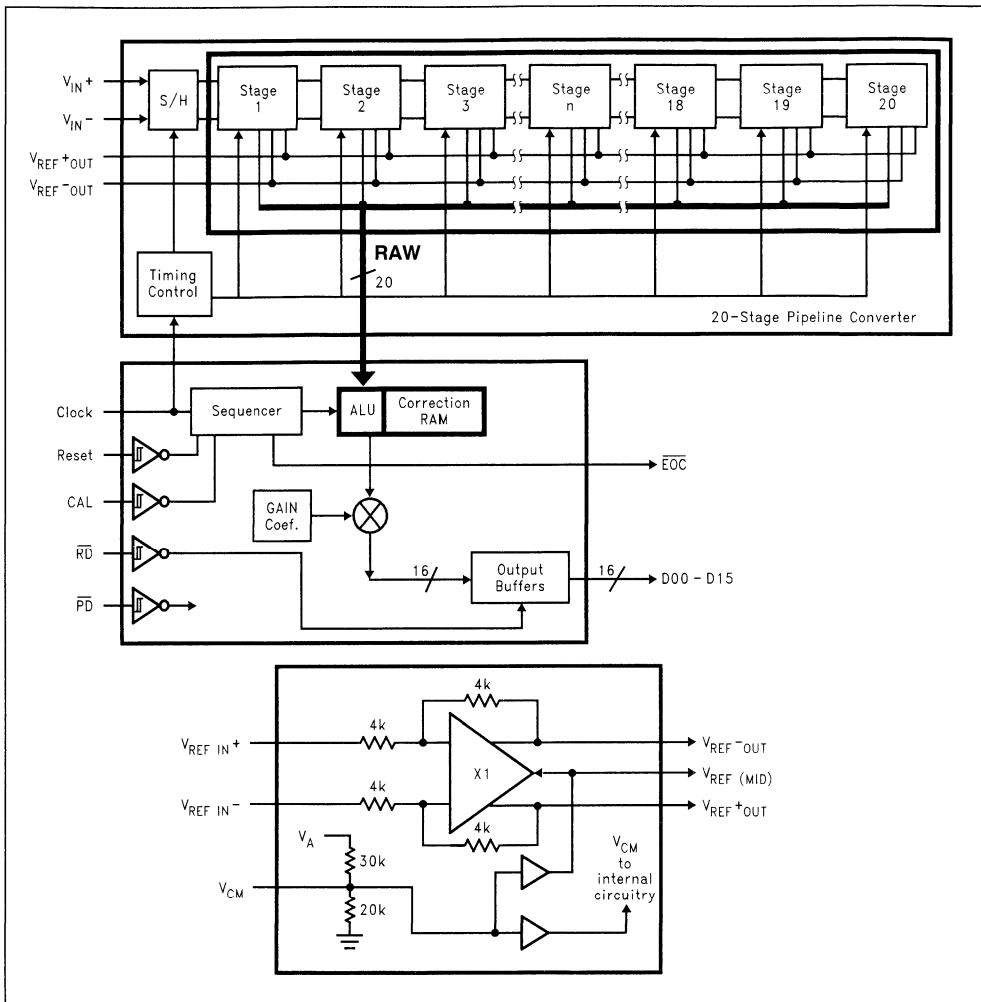 V_IN+
V_IN-
V_REF+OUT
V_REF-OUT
S/H
Stage 1
Stage 2
Stage 3
Stage n
Stage 18
Stage 19
Stage 20
RAW
20
Timing Control
20-Stage Pipeline Converter
Clock
Reset
CAL
R̅D̅
P̅D̅
Sequencer
ALU
Correction RAM
E̅O̅C̅
GAIN Coef.
16
Output Buffers
16
D00 - D15
4k
V_REF IN+
4k
V_REF-OUT
X1
V_REF (MID)
V_REF IN-
4k
V_REF+OUT
4k
V_A
30k
V_CM
20k
V_CM to internal circuitry